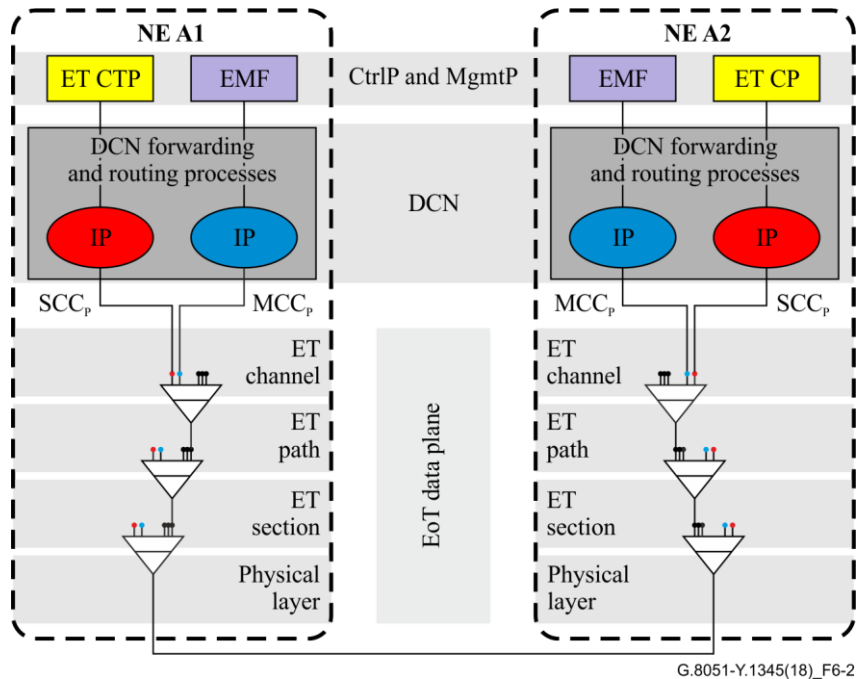 NE A1
NE A2
ET CTP
EMF
CtrlP and MgmtP
EMF
ET CP
DCN forwarding
and routing processes
DCN
DCN forwarding
and routing processes
IP
IP
IP
IP
SCCP
MCCP
MCCP
SCCP
ET
channel
ET
channel
ET
path
ET
path
ET
section
ET
section
Physical
layer
Physical
layer
EoT data plane
G.8051-Y.1345(18)_F6-2